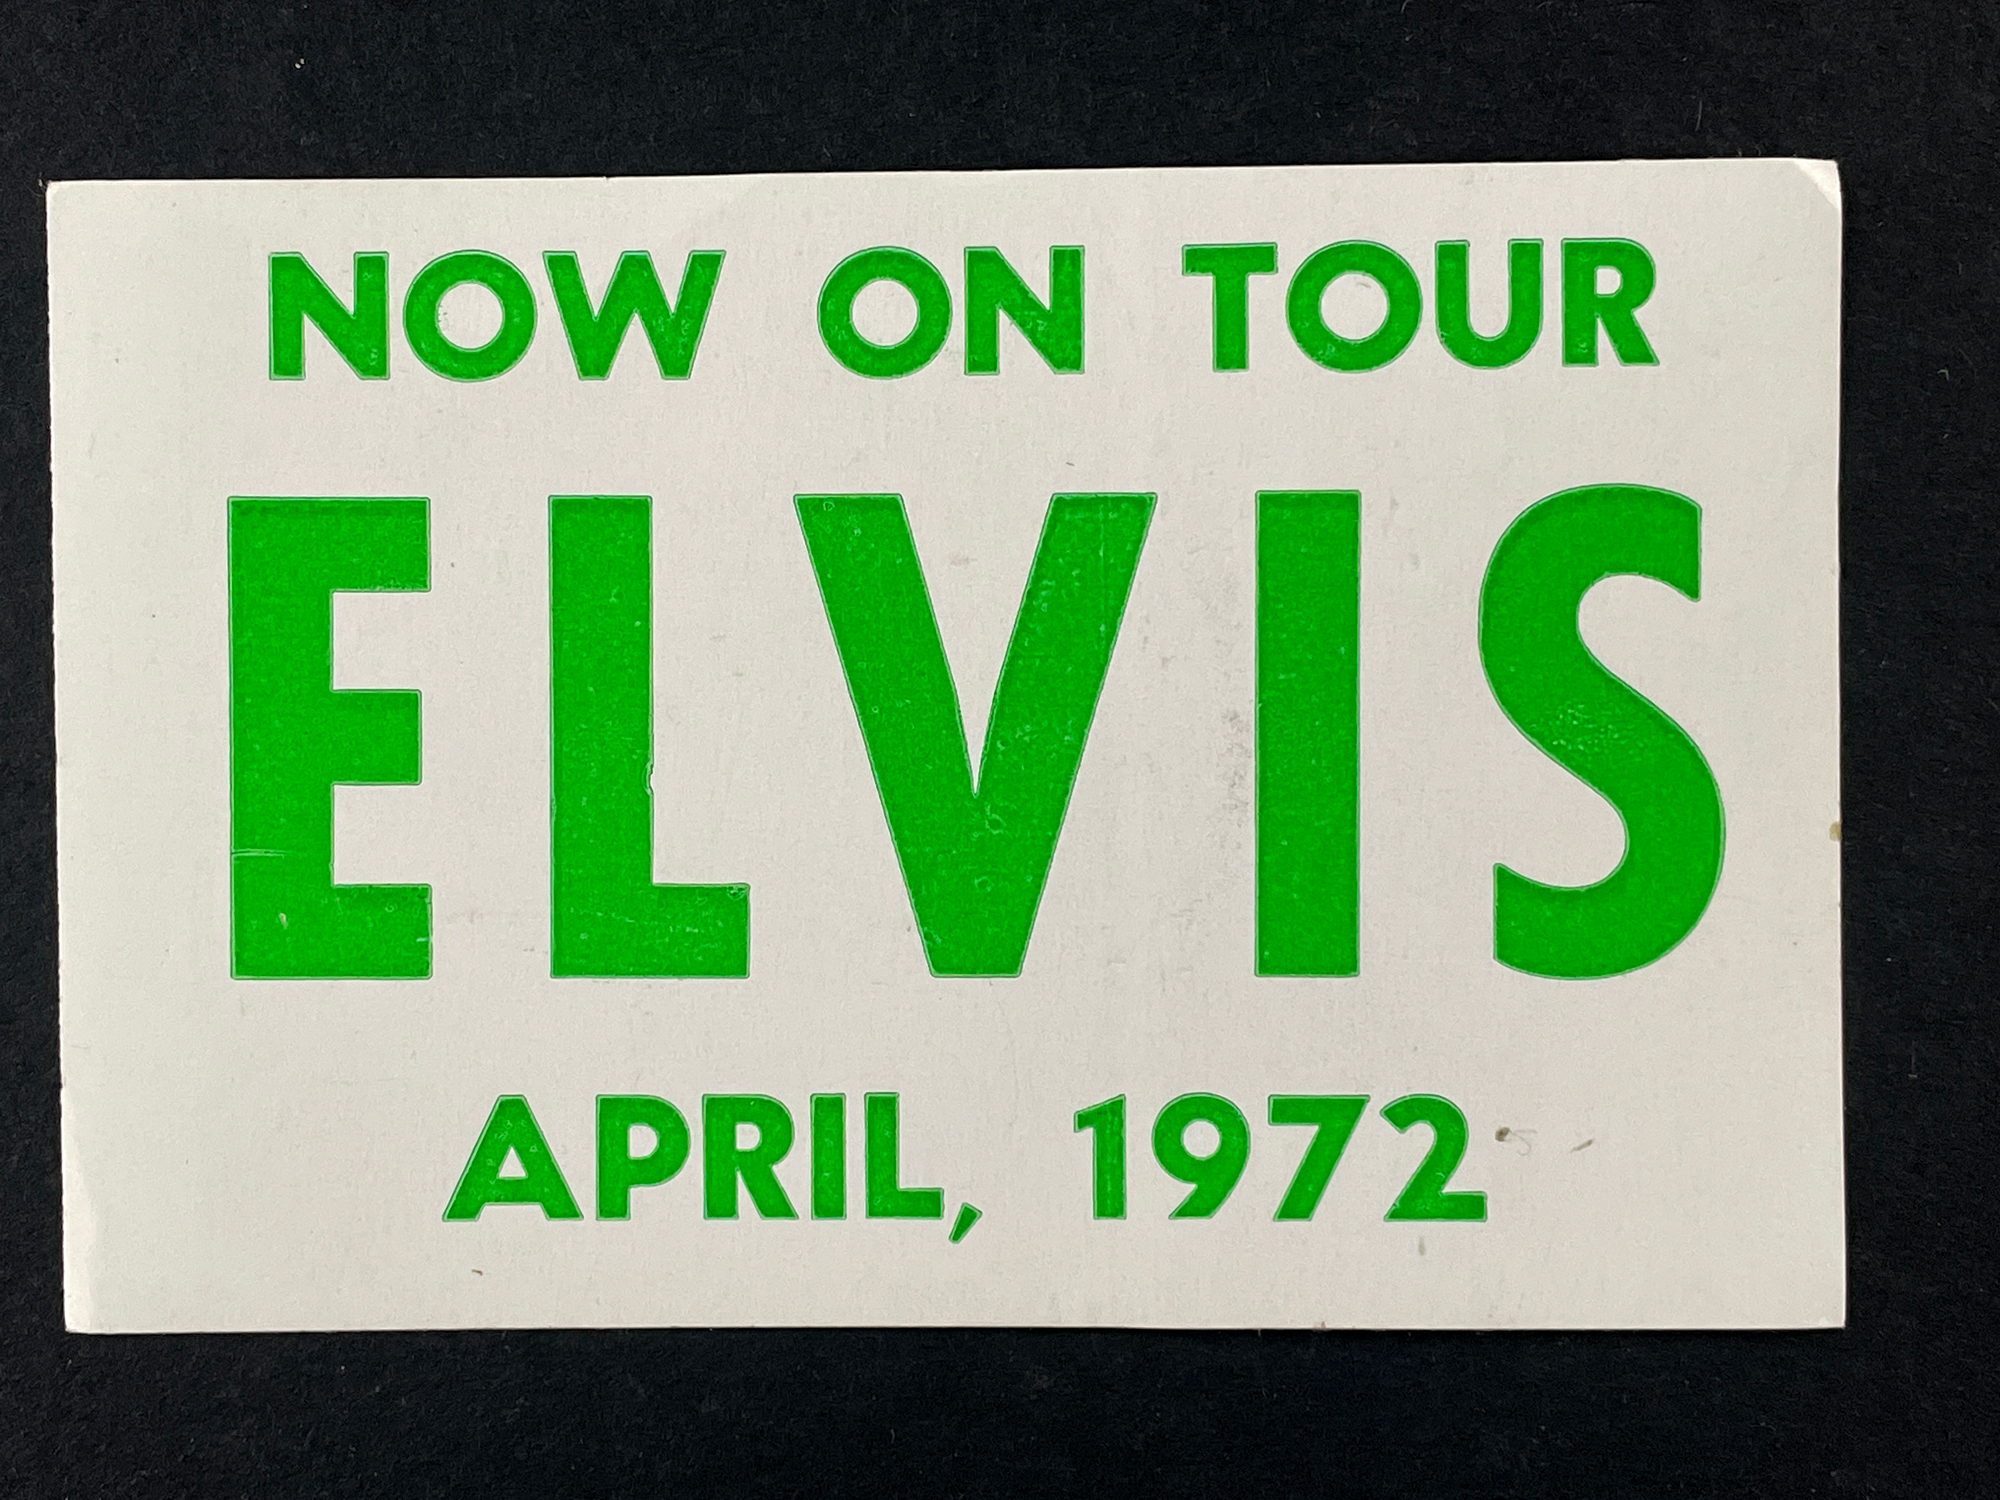 NOW ON TOUR
ELVIS
APRIL, 1972